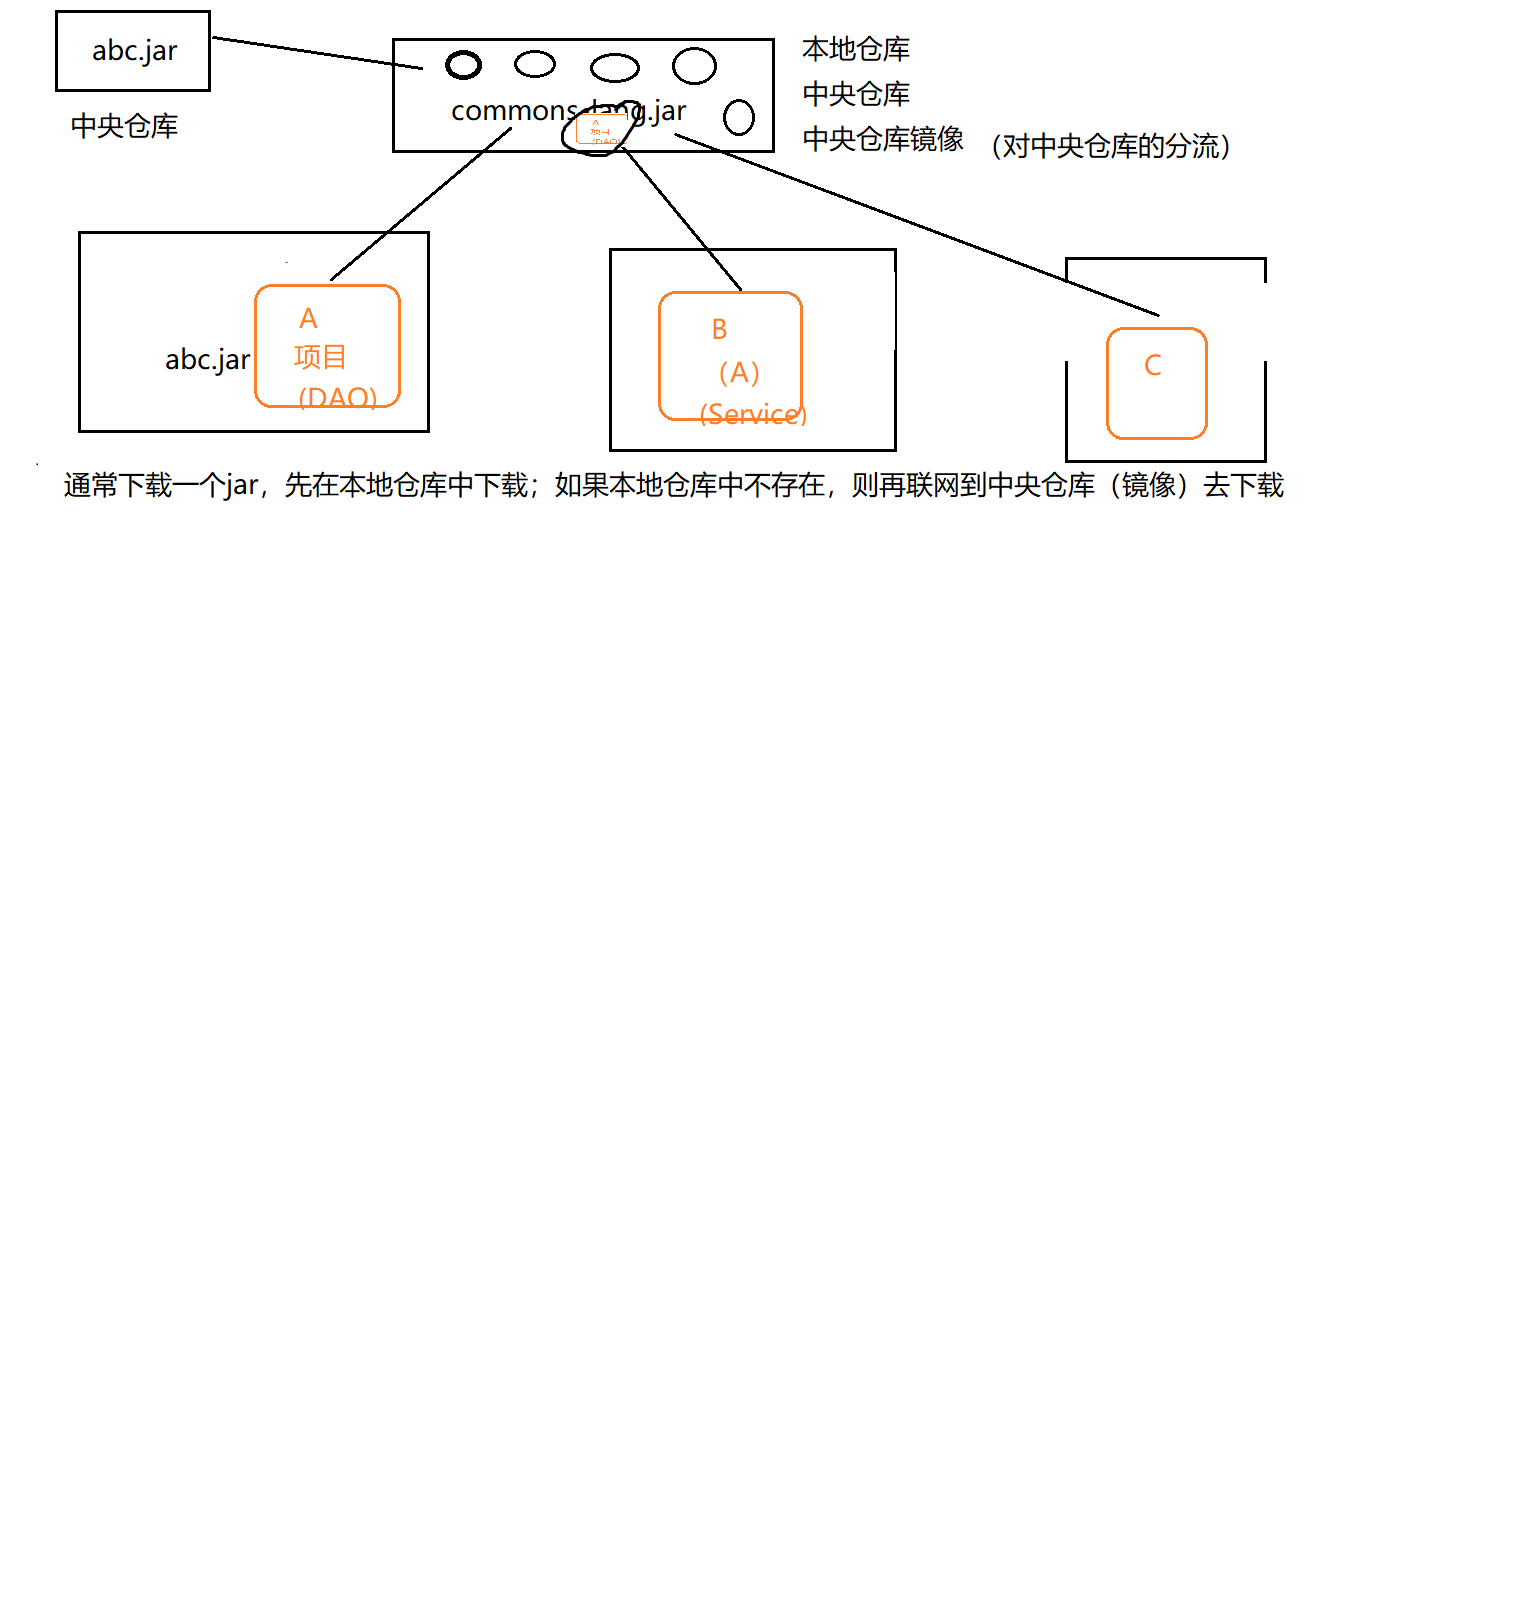 abc.jar
中央仓库
commons-lang.jar
A
项目
(DAO)
本地仓库
中央仓库
中央仓库镜像 （对中央仓库的分流）
abc.jar
A
项目
(DAO)
B
（A）
(Service)
C
通常下载一个jar，先在本地仓库中下载；如果本地仓库中不存在，则再联网到中央仓库（镜像）去下载